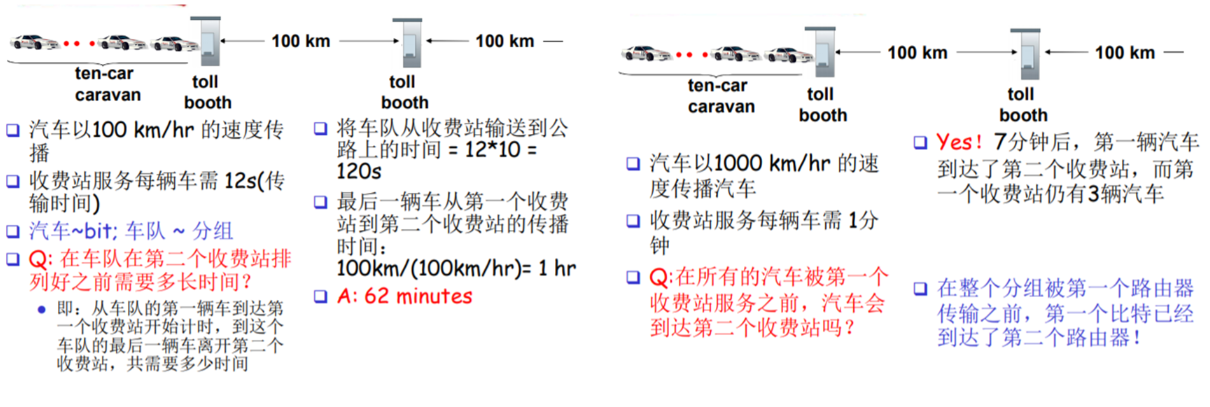 100 km
100 km
ten-car
caravan
toll
booth
toll
booth
汽车以100 km/hr 的速度传
播
收费站服务每辆车需 12s(传
输时间)
汽车~bit; 车队 ~ 分组
Q: 在车队在第二个收费站排
列好之前需要多长时间?
即：从车队的第一辆车到达第
一个收费站开始计时，到这个
车队的最后一辆车离开第二个
收费站，共需要多少时间
将车队从收费站输送到公
路上的时间 = 12*10 =
120s
最后一辆车从第一个收费
站到第二个收费站的传播
时间：
100km/(100km/hr)= 1 hr
A: 62 minutes
100 km
100 km
ten-car
caravan
toll
booth
toll
booth
汽车以1000 km/hr 的速
度传播汽车
收费站服务每辆车需 1分
钟
Q:在所有的汽车被第一个
收费站服务之前，汽车会
到达第二个收费站吗？
Yes! 7分钟后，第一辆汽车
到达了第二个收费站，而第
一个收费站仍有3辆汽车
在整个分组被第一个路由器
传输之前，第一个比特已经
到达了第二个路由器！